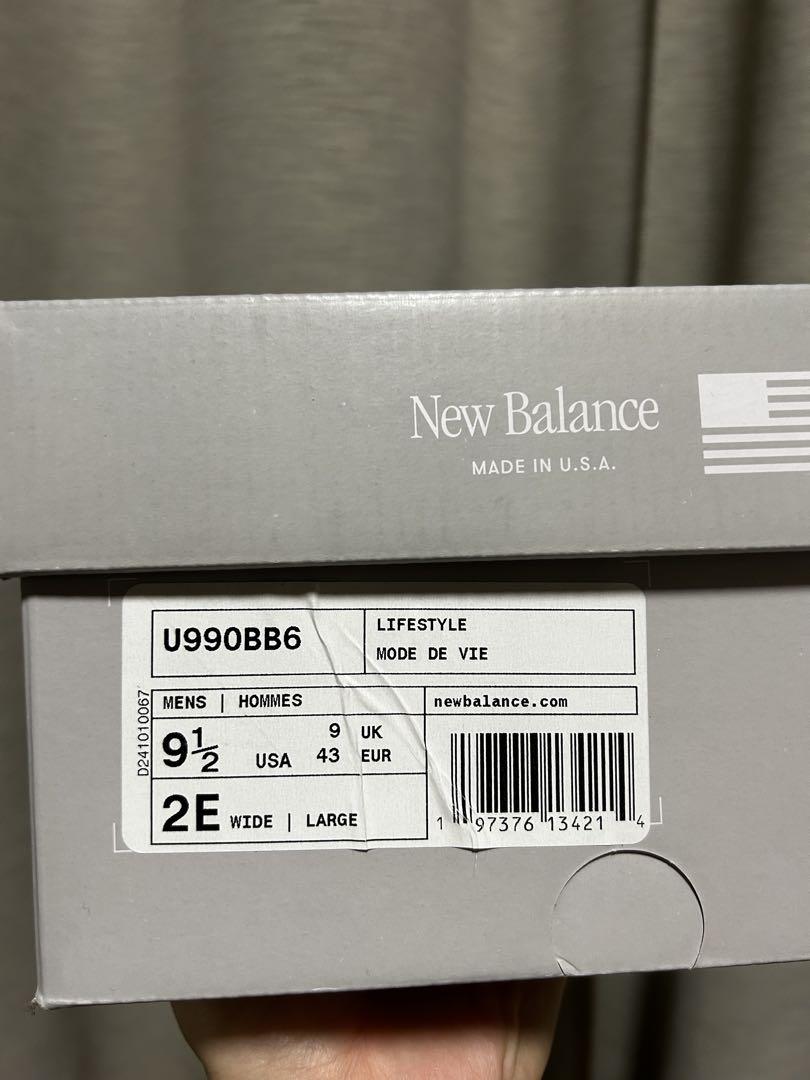 New Balance
MADE IN U.S.A.
U990BB6
LIFESTYLE
MODE DE VIE
D241010067
MENS | HOMMES
newbalance.com
9½ USA 9 UK
43 EUR
2E WIDE | LARGE
1 97376 13421 4